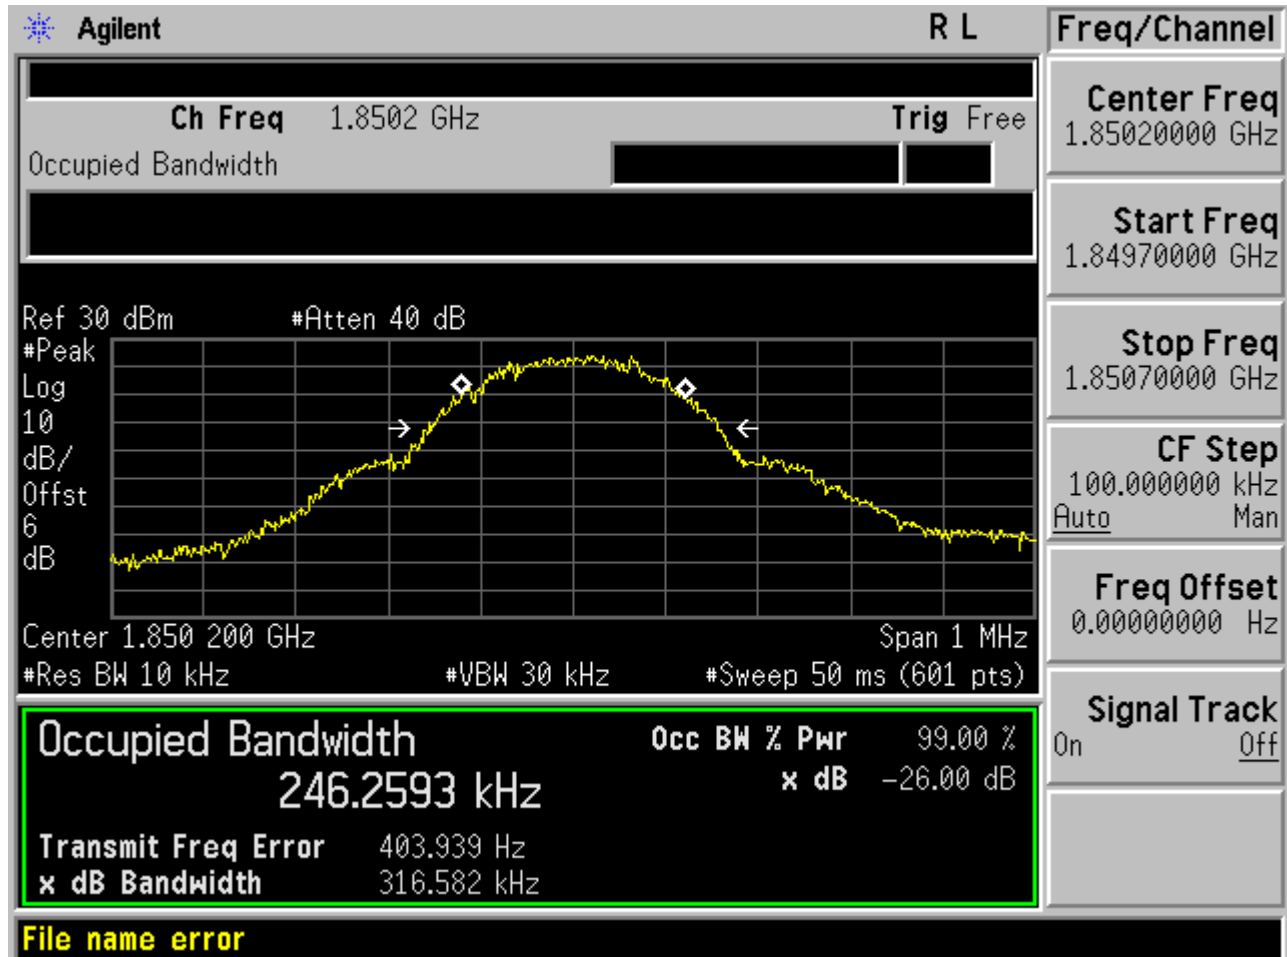 Agilent R L Freq/Channel
Ch Freq 1.8502 GHz Trig Free
Occupied Bandwidth
Center Freq
1.85020000 GHz
Start Freq
1.84970000 GHz
Stop Freq
1.85070000 GHz
CF Step
100.000000 kHz
Auto Man
Freq Offset
0.00000000 Hz
Signal Track
On Off
Ref 30 dBm #Atten 40 dB
#Peak
Log
10
dB/
Offst
6
dB
Center 1.850 200 GHz Span 1 MHz
#Res BW 10 kHz #VBW 30 kHz #Sweep 50 ms (601 pts)
Occupied Bandwidth
246.2593 kHz
Occ BW % Pwr 99.00 %
x dB -26.00 dB
Transmit Freq Error 403.939 Hz
x dB Bandwidth 316.582 kHz
File name error